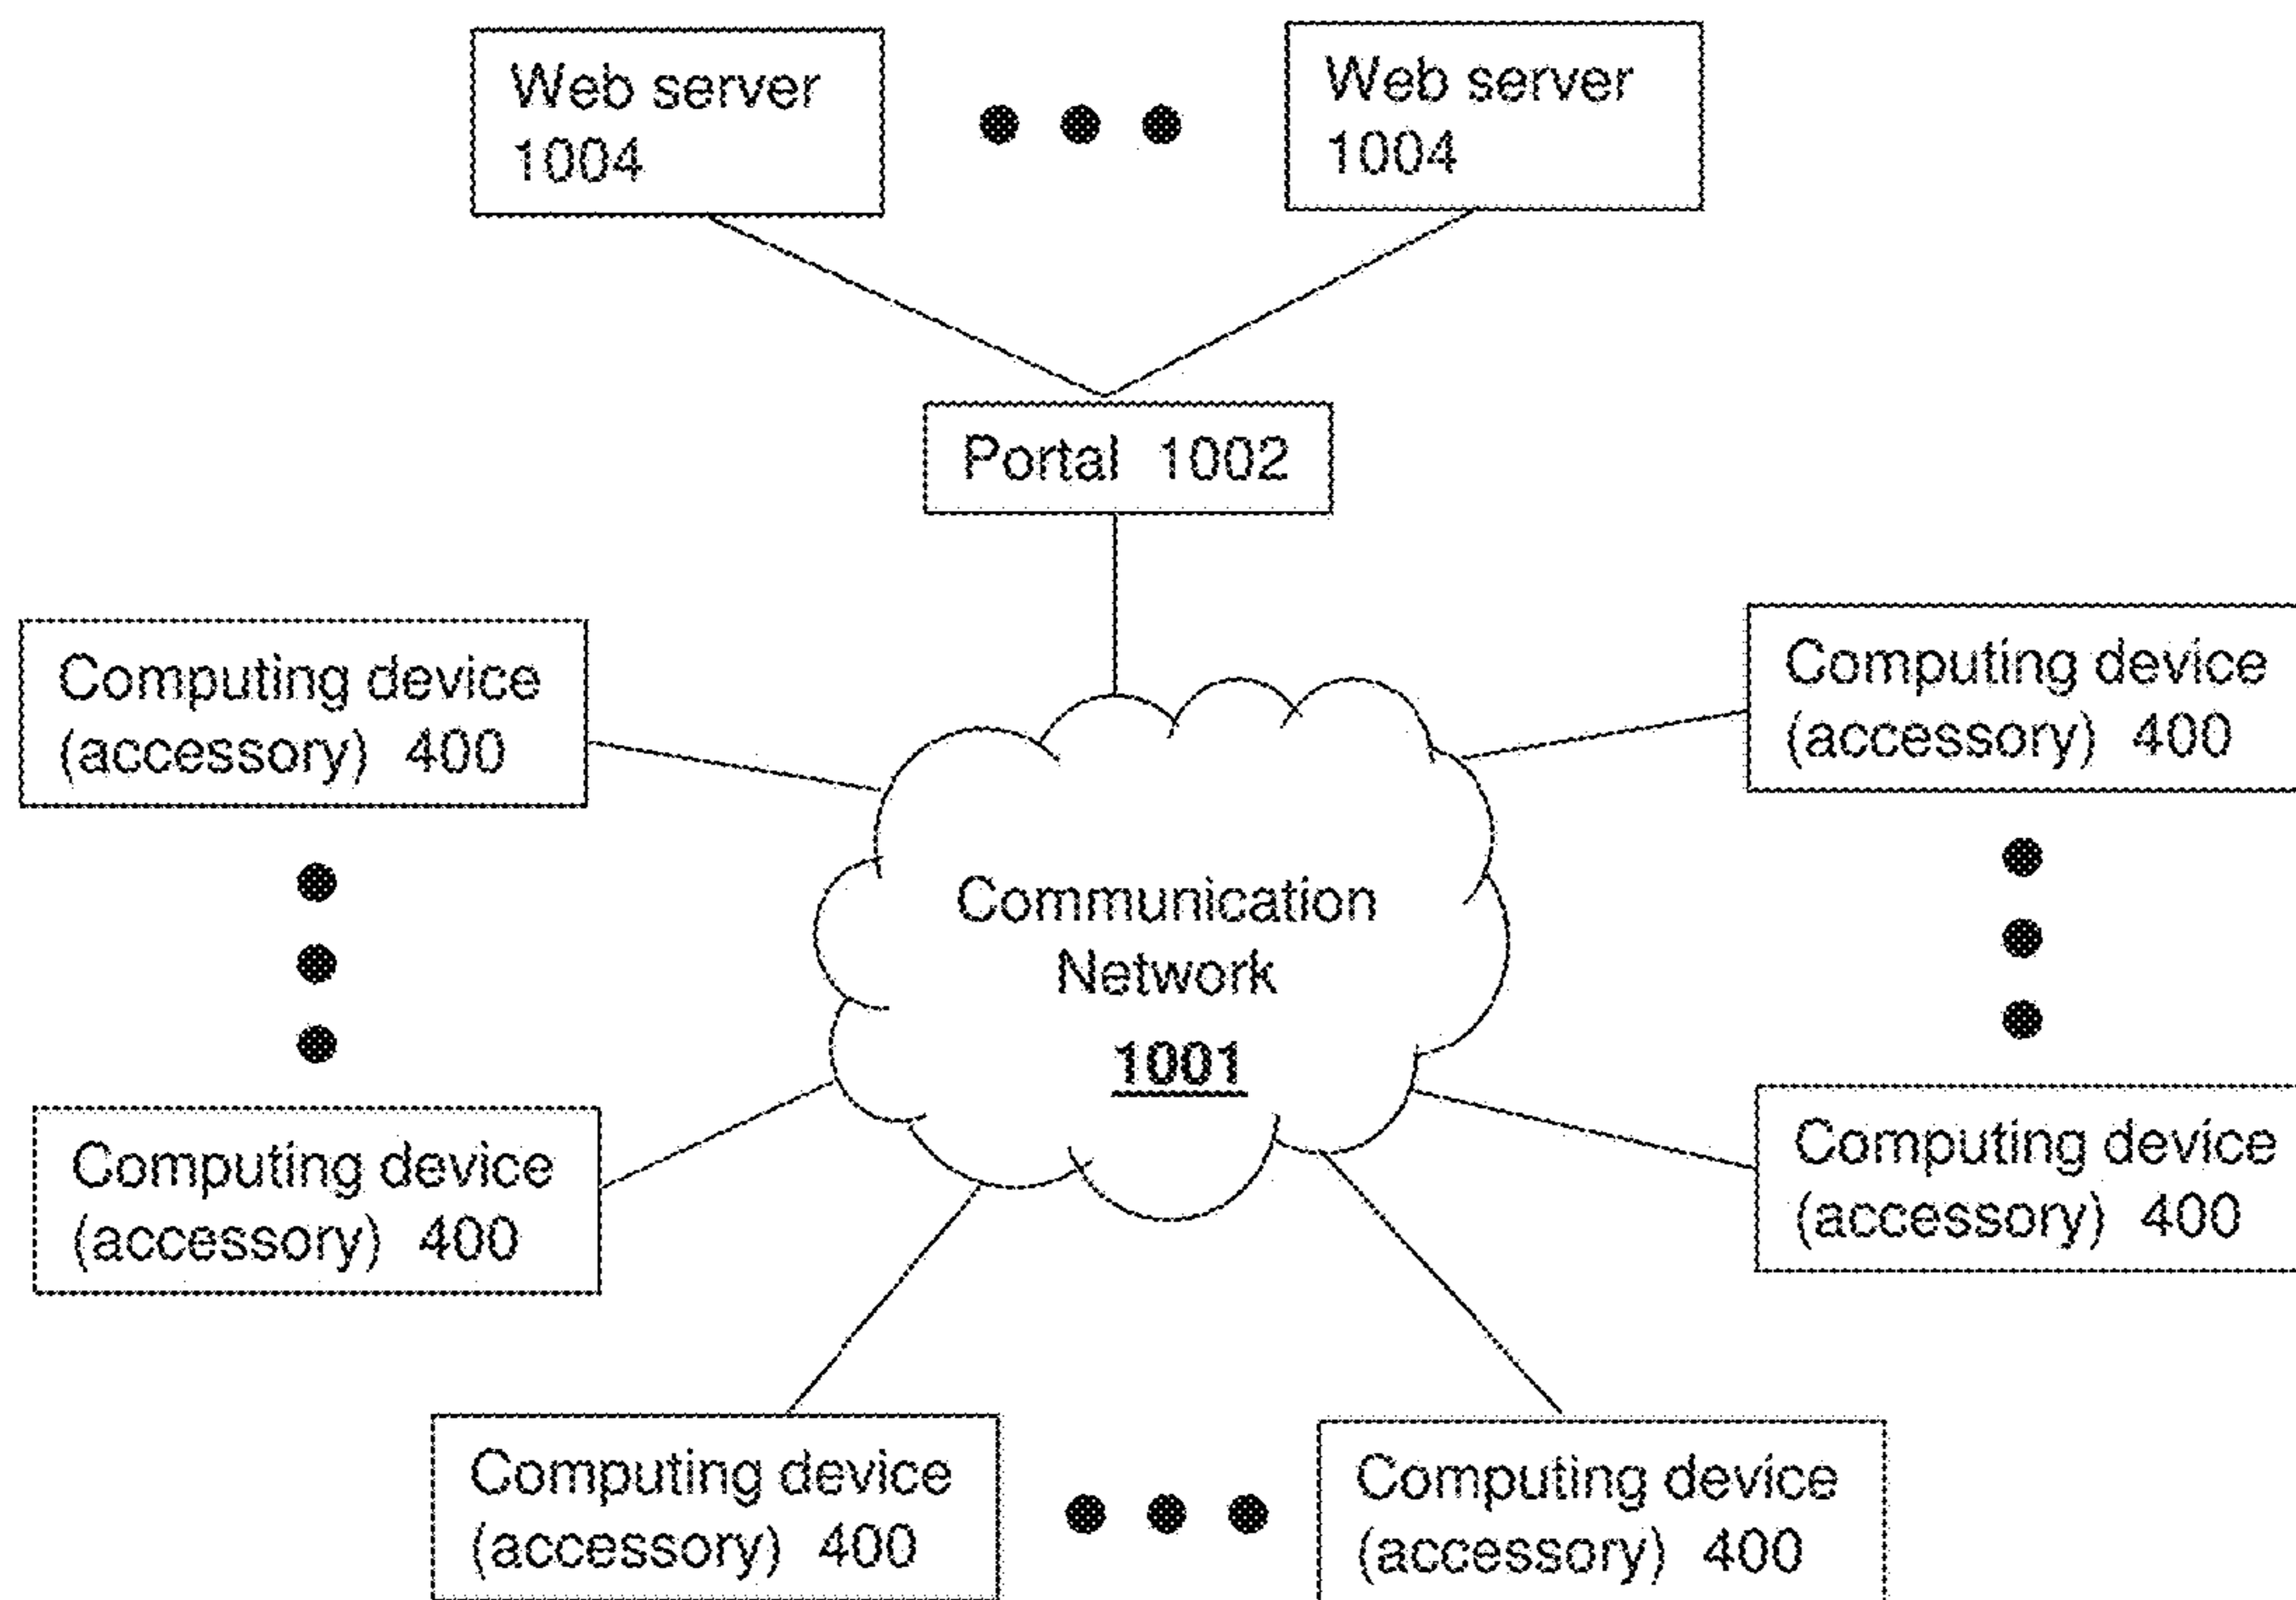 Web server
1004
Web server
1004
Portal 1002
Computing device
(accessory) 400
Computing device
(accessory) 400
Communication
Network
1001
Computing device
(accessory) 400
Computing device
(accessory) 400
Computing device
(accessory) 400
Computing device
(accessory) 400